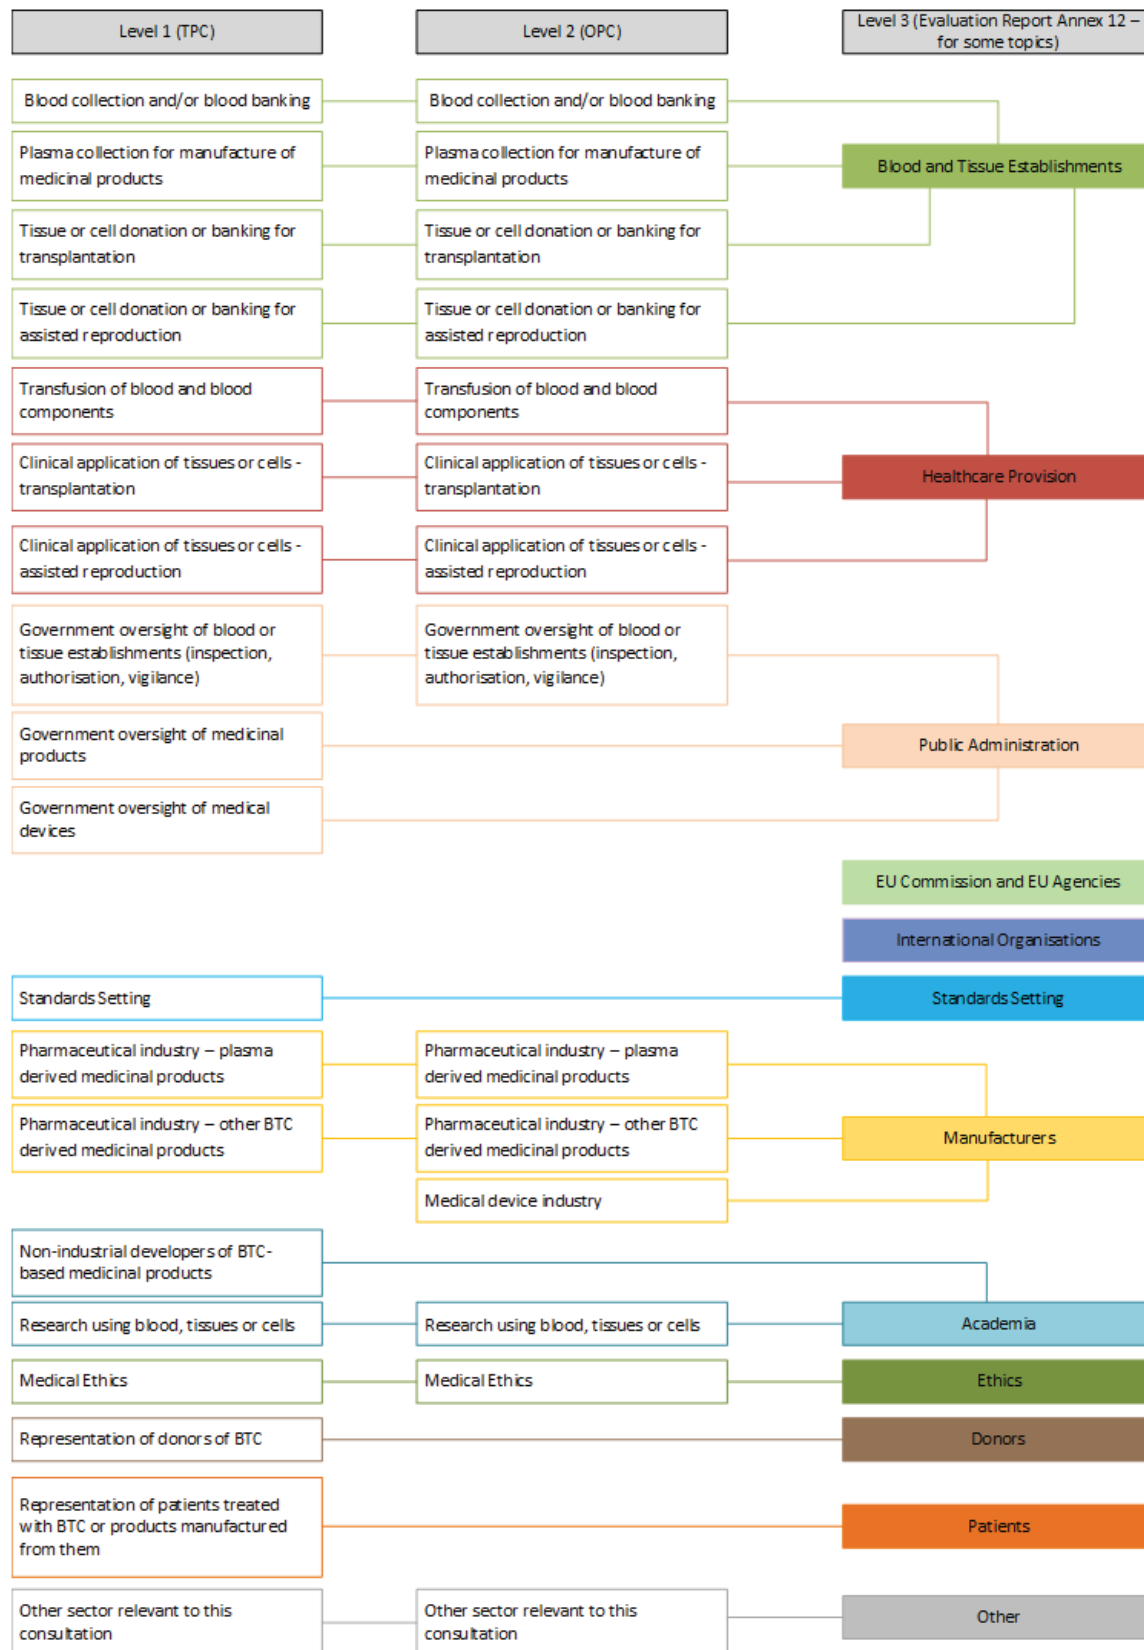 Level 1 (TPC)
Level 2 (OPC)
Level 3 (Evaluation Report Annex 12 –
for some topics)
Blood collection and/or blood banking
Blood collection and/or blood banking
Plasma collection for manufacture of
medicinal products
Plasma collection for manufacture of
medicinal products
Blood and Tissue Establishments
Tissue or cell donation or banking for
transplantation
Tissue or cell donation or banking for
transplantation
Tissue or cell donation or banking for
assisted reproduction
Tissue or cell donation or banking for
assisted reproduction
Transfusion of blood and blood
components
Transfusion of blood and blood
components
Clinical application of tissues or cells -
transplantation
Clinical application of tissues or cells -
transplantation
Healthcare Provision
Clinical application of tissues or cells -
assisted reproduction
Clinical application of tissues or cells -
assisted reproduction
Government oversight of blood or
tissue establishments (inspection,
authorisation, vigilance)
Government oversight of blood or
tissue establishments (inspection,
authorisation, vigilance)
Government oversight of medicinal
products
Public Administration
Government oversight of medical
devices
EU Commission and EU Agencies
International Organisations
Standards Setting
Standards Setting
Pharmaceutical industry – plasma
derived medicinal products
Pharmaceutical industry – plasma
derived medicinal products
Pharmaceutical industry – other BTC
derived medicinal products
Pharmaceutical industry – other BTC
derived medicinal products
Manufacturers
Medical device industry
Non-industrial developers of BTC-
based medicinal products
Research using blood, tissues or cells
Research using blood, tissues or cells
Academia
Medical Ethics
Medical Ethics
Ethics
Representation of donors of BTC
Donors
Representation of patients treated
with BTC or products manufactured
from them
Patients
Other sector relevant to this
consultation
Other sector relevant to this
consultation
Other